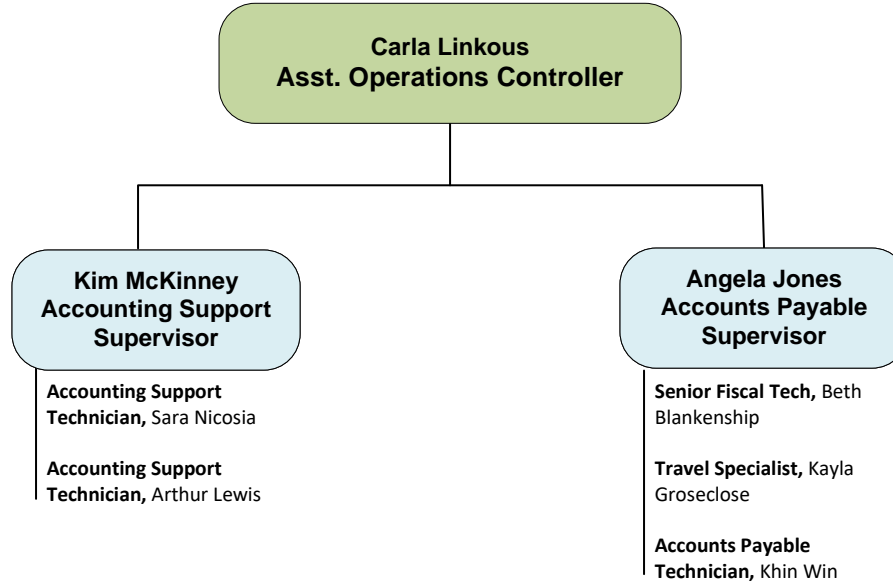 Carla Linkous
Asst. Operations Controller
Kim McKinney
Accounting Support
Supervisor
Accounting Support
Technician, Sara Nicosia
Accounting Support
Technician, Arthur Lewis
Angela Jones
Accounts Payable
Supervisor
Senior Fiscal Tech, Beth
Blankenship
Travel Specialist, Kayla
Groseclose
Accounts Payable
Technician, Khin Win